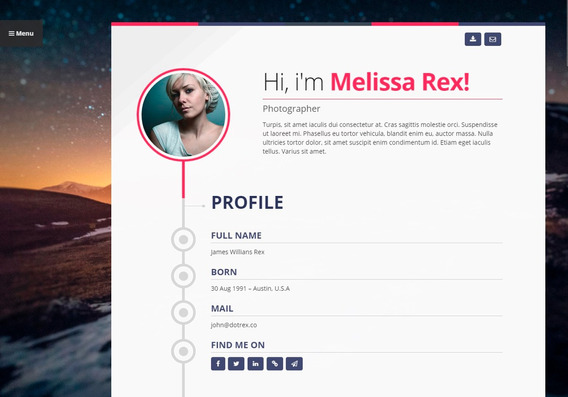 Menu
Hi, i'm Melissa Rex!
Photographer
Turpis, sit amet iaculis dui consectetur at. Cras sagittis molestie orci. Suspendisse
ut laoreet mi. Phasellus eu tortor vehicula, blandit enim eu, auctor massa. Nulla
ultricies tortor dolor, sit amet suscipit enim condimentum id. Etiam eget iaculis
tellus. Varius sit amet.
PROFILE
FULL NAME
James Willians Rex
BORN
30 Aug 1991 – Austin, U.S.A
MAIL
john@dotrex.co
FIND ME ON